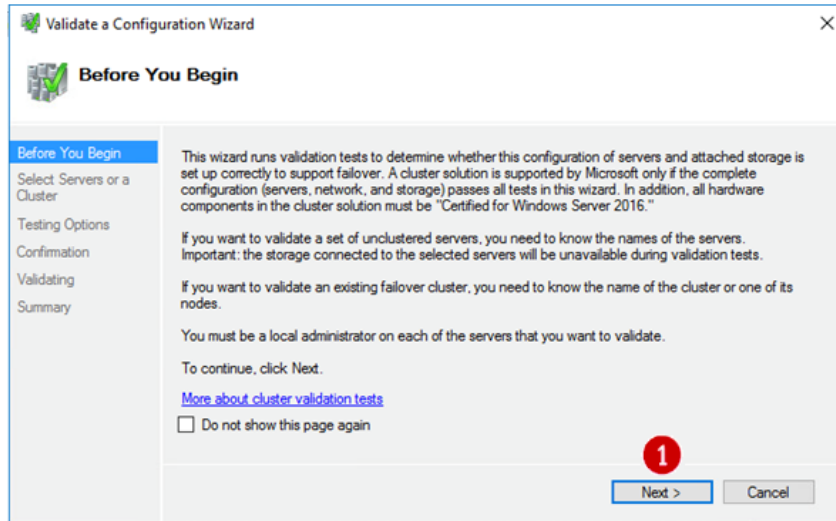 Validate a Configuration Wizard
Before You Begin
Before You Begin
Select Servers or a
Cluster
Testing Options
Confirmation
Validating
Summary
This wizard runs validation tests to determine whether this configuration of servers and attached storage is
set up correctly to support failover. A cluster solution is supported by Microsoft only if the complete
configuration (servers, network, and storage) passes all tests in this wizard. In addition, all hardware
components in the cluster solution must be "Certified for Windows Server 2016."
If you want to validate a set of unclustered servers, you need to know the names of the servers.
Important: the storage connected to the selected servers will be unavailable during validation tests.
If you want to validate an existing failover cluster, you need to know the name of the cluster or one of its
nodes.
You must be a local administrator on each of the servers that you want to validate.
To continue, click Next.
More about cluster validation tests
Do not show this page again
1
Next >
Cancel